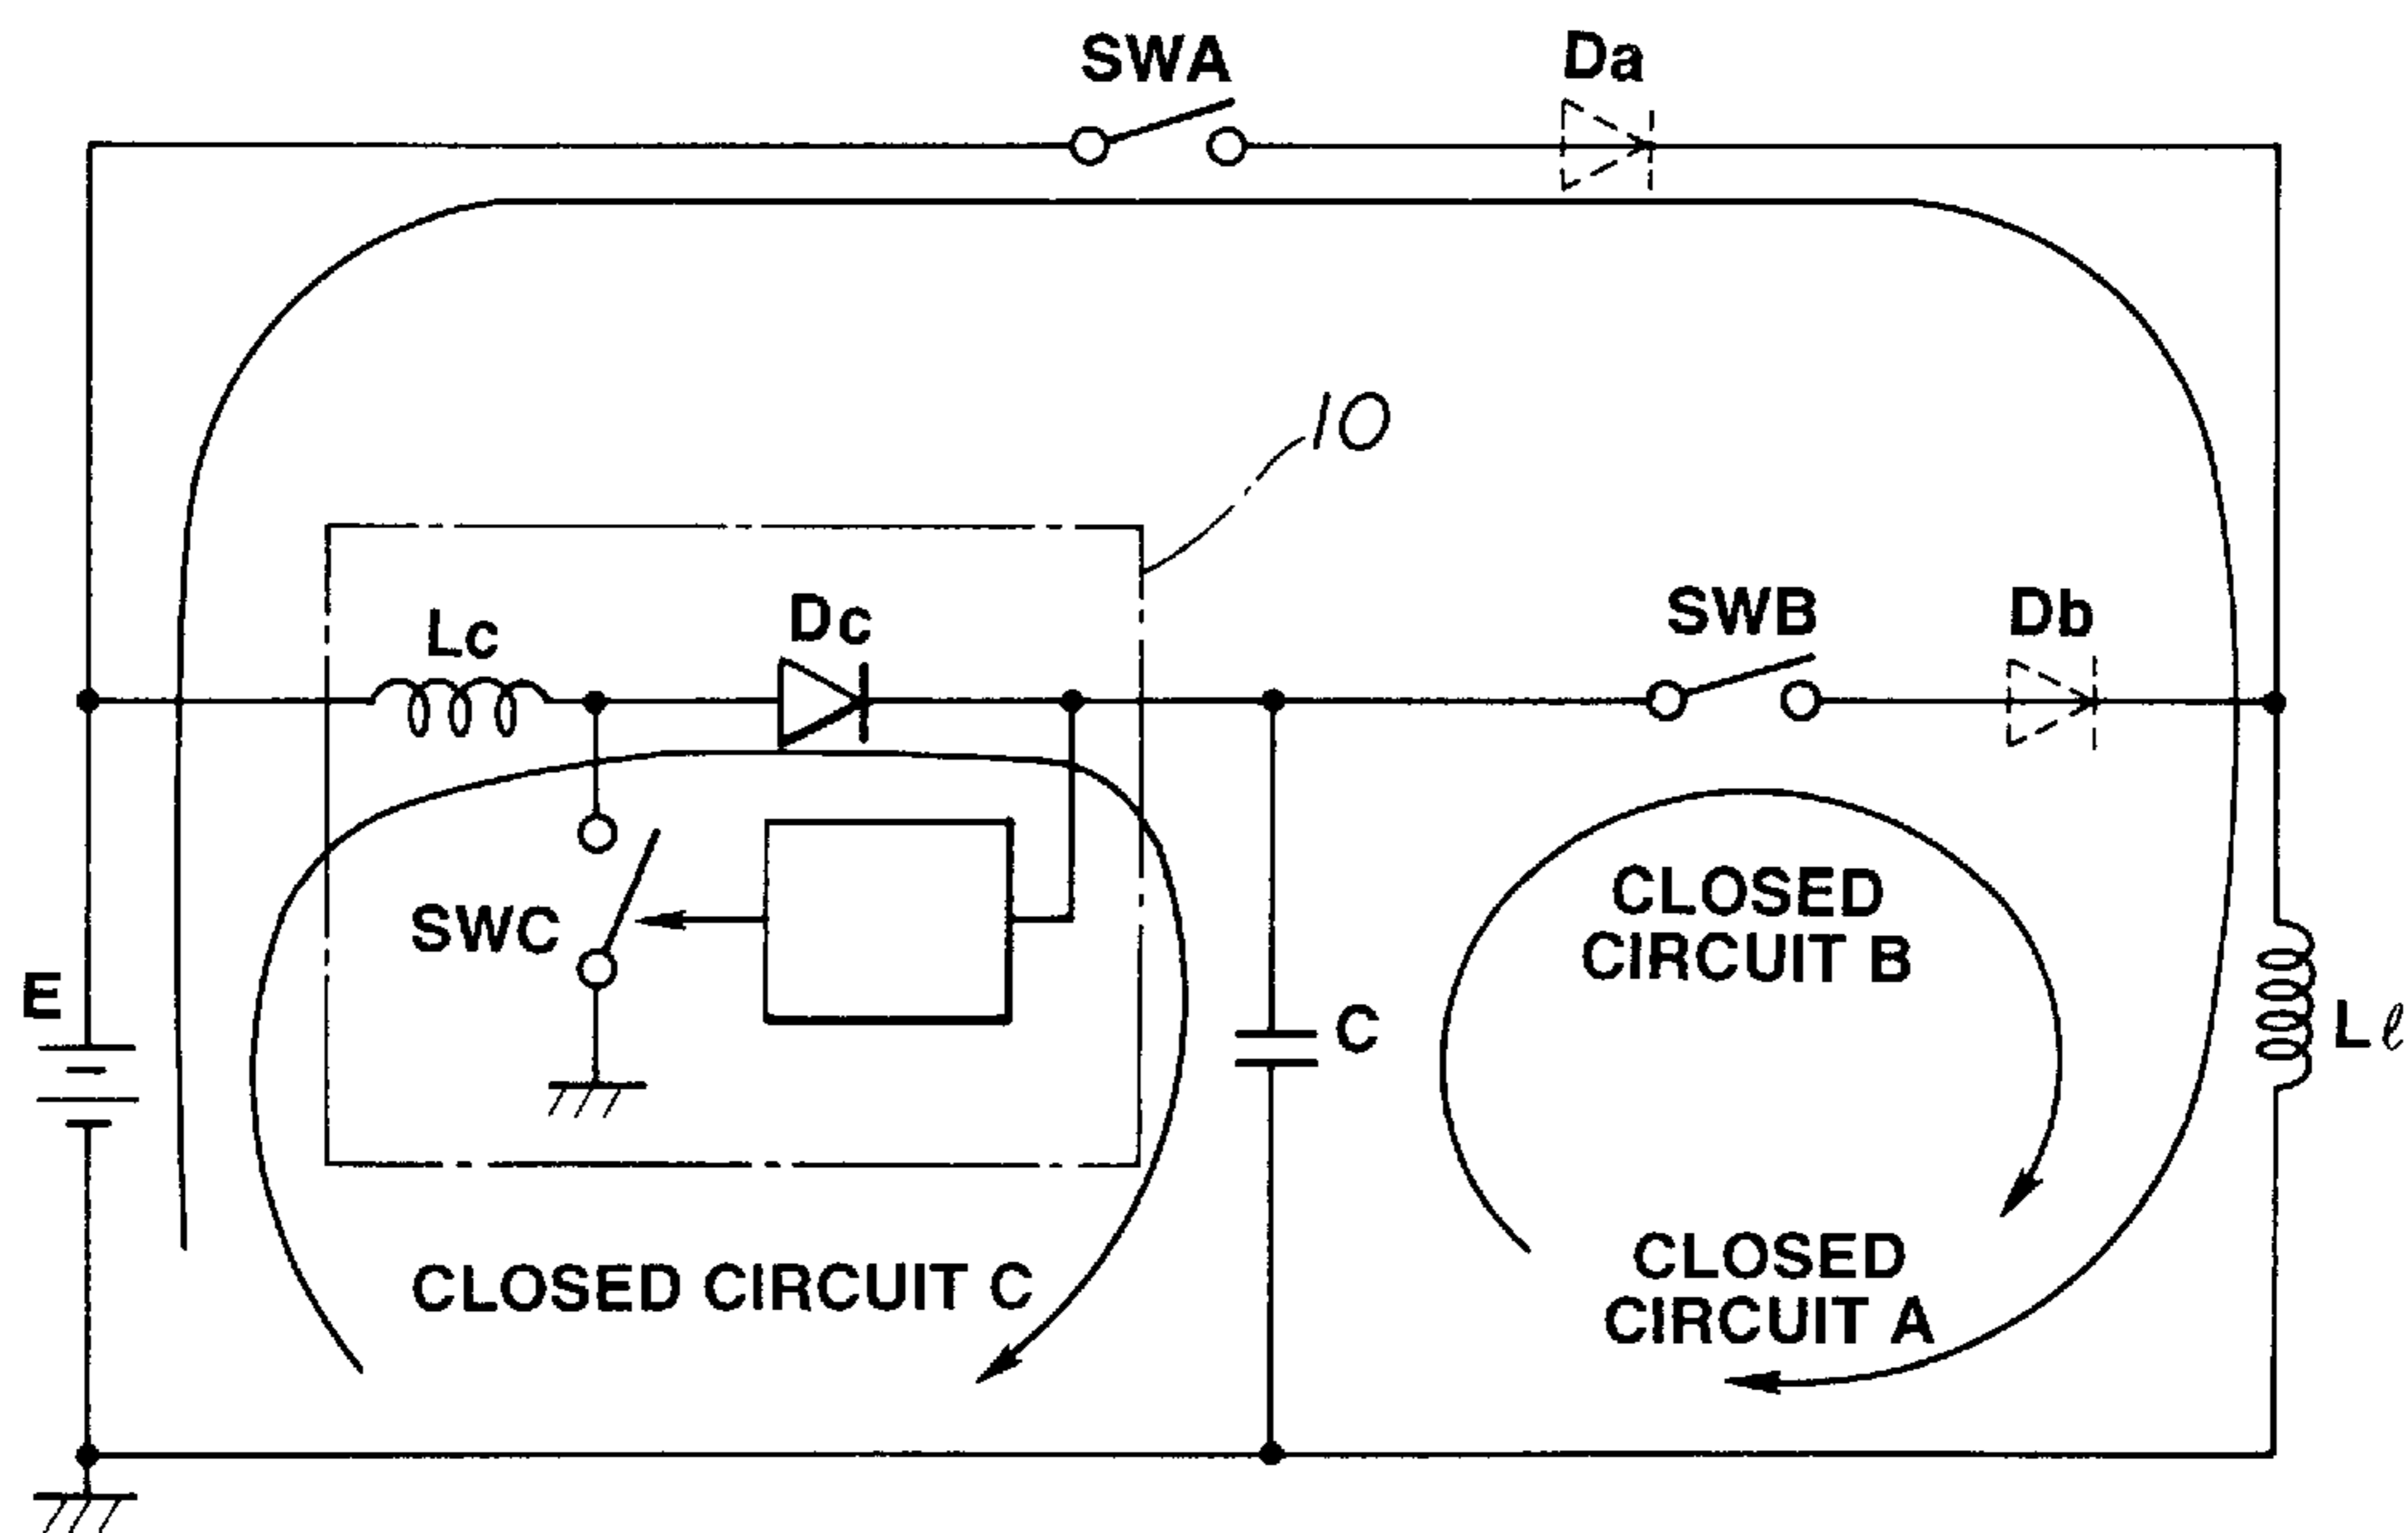 SWA
Da
10
Lc
Dc
SWB
Db
SWC
E
C
Lℓ
CLOSED
CIRCUIT B
CLOSED CIRCUIT C
CLOSED
CIRCUIT A